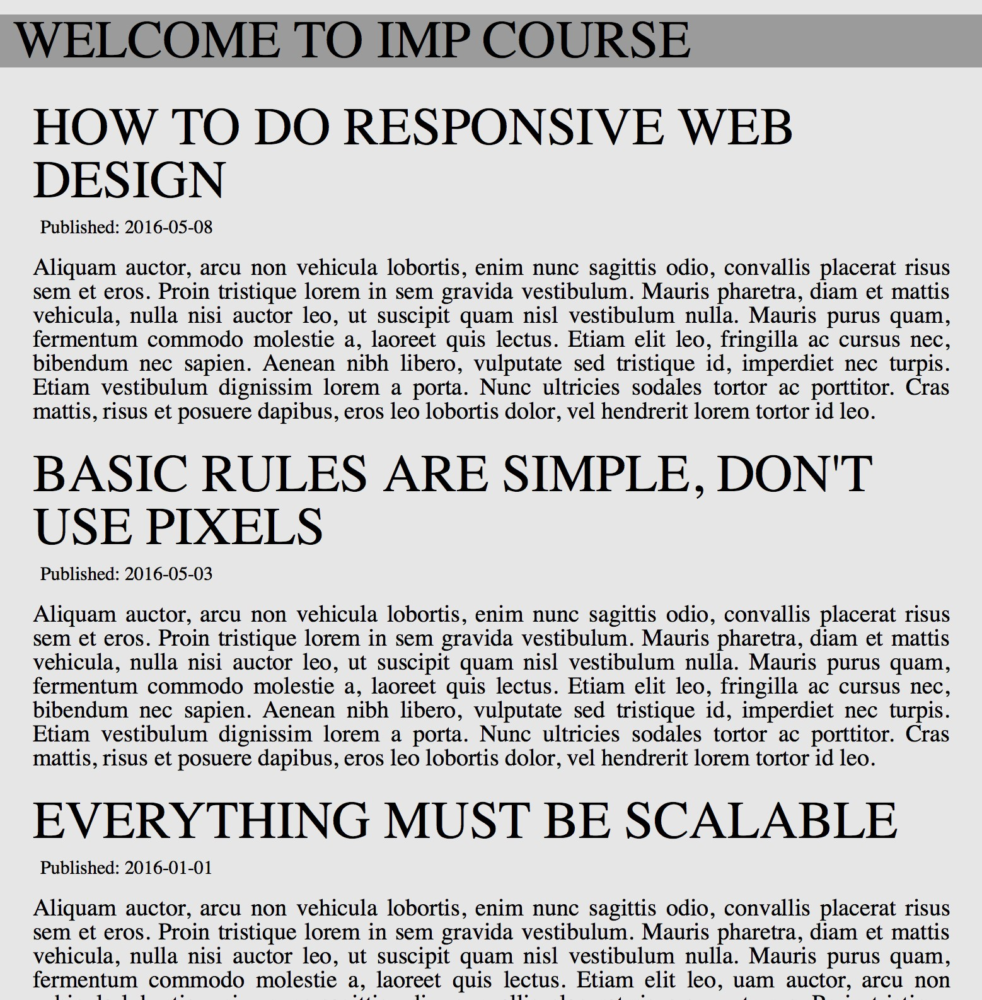 WELCOME TO IMP COURSE
HOW TO DO RESPONSIVE WEB
DESIGN
Published: 2016-05-08
Aliquam auctor, arcu non vehicula lobortis, enim nunc sagittis odio, convallis placerat risus
sem et eros. Proin tristique lorem in sem gravida vestibulum. Mauris pharetra, diam et mattis
vehicula, nulla nisi auctor leo, ut suscipit quam nisl vestibulum nulla. Mauris purus quam,
fermentum commodo molestie a, laoreet quis lectus. Etiam elit leo, fringilla ac cursus nec,
bibendum nec sapien. Aenean nibh libero, vulputate sed tristique id, imperdiet nec turpis.
Etiam vestibulum dignissim lorem a porta. Nunc ultricies sodales tortor ac porttitor. Cras
mattis, risus et posuere dapibus, eros leo lobortis dolor, vel hendrerit lorem tortor id leo.
BASIC RULES ARE SIMPLE, DON'T
USE PIXELS
Published: 2016-05-03
Aliquam auctor, arcu non vehicula lobortis, enim nunc sagittis odio, convallis placerat risus
sem et eros. Proin tristique lorem in sem gravida vestibulum. Mauris pharetra, diam et mattis
vehicula, nulla nisi auctor leo, ut suscipit quam nisl vestibulum nulla. Mauris purus quam,
fermentum commodo molestie a, laoreet quis lectus. Etiam elit leo, fringilla ac cursus nec,
bibendum nec sapien. Aenean nibh libero, vulputate sed tristique id, imperdiet nec turpis.
Etiam vestibulum dignissim lorem a porta. Nunc ultricies sodales tortor ac porttitor. Cras
mattis, risus et posuere dapibus, eros leo lobortis dolor, vel hendrerit lorem tortor id leo.
EVERYTHING MUST BE SCALABLE
Published: 2016-01-01
Aliquam auctor, arcu non vehicula lobortis, enim nunc sagittis odio, convallis placerat risus
sem et eros. Proin tristique lorem in sem gravida vestibulum. Mauris pharetra, diam et mattis
vehicula, nulla nisi auctor leo, ut suscipit quam nisl vestibulum nulla. Mauris purus quam,
fermentum commodo molestie a, laoreet quis lectus. Etiam elit leo, uam auctor, arcu non